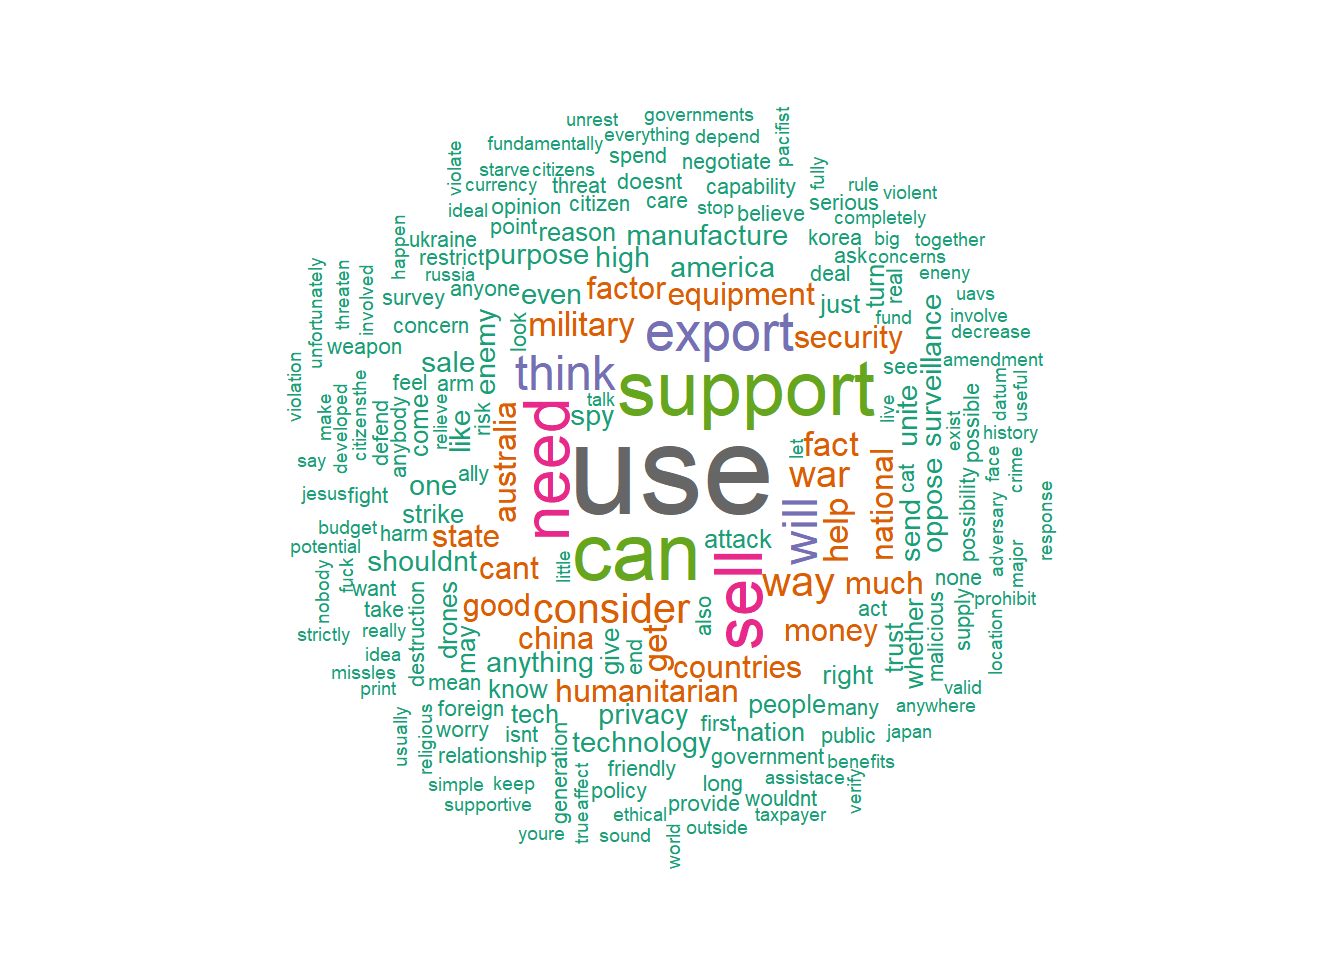 unrest governments
fundamentally everything depend pacifist
violate starve citizens spend negotiate fully
currency threat doesnt capability rule violent
ideal opinion citizen care stop believe serious
completely
happen ukraine point reason manufacture korea big together
restrict purpose high america ask concerns
unfortunately threaten involved russia deal turn real eneny
survey anyone even factor equipment just uavs
concern enemy look military export security fund surveillance involve
weapon sale think see decrease
violation make developed citizensthe feel arm relieve talk support live unite amendment
defend anybody come like risk spy exist possible datum useful
say australia need use let fact history
ally war cat face crime
jesus fight one national send oppose possibility adversary major response
budget strike will help
potential harm state can attack
shouldnt cant little sell way much none
nobody fuck want prohibit
take good consider also act
strictly really destruction drones may china get money trust whether malicious supply location
idea anything give end countries
missles mean know humanitarian right valid
print foreign tech privacy people many anywhere
usually religious worry isnt first nation public japan
relationship generation technology government benefits
simple keep friendly long assistace verify
supportive true affect policy provide wouldnt
ethical taxpayer
youre sound world outside